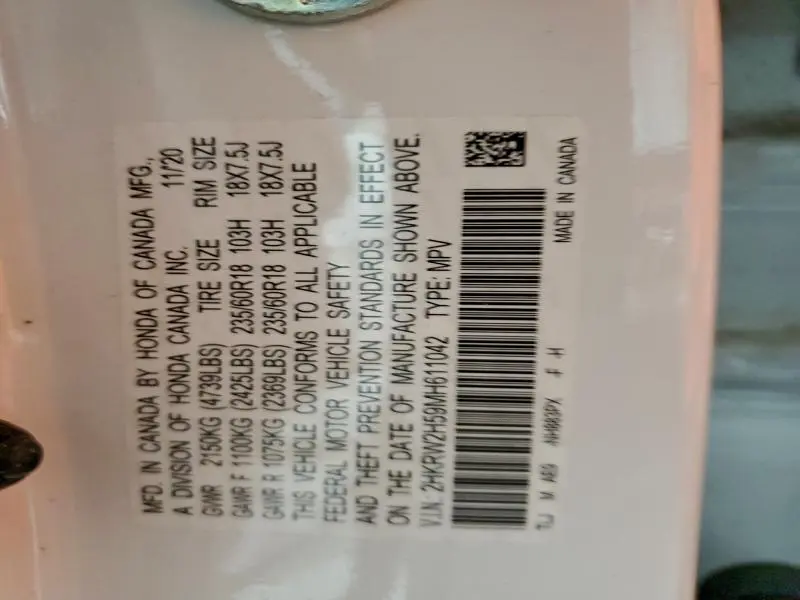 MFD. IN CANADA BY HONDA OF CANADA MFG.,
A DIVISION OF HONDA CANADA INC. 11/20
GVWR 2150KG (4739LBS) TIRE SIZE RIM SIZE
GAWR F 1100KG (2425LBS) 235/60R18 103H 18X7.5J
GAWR R 1075KG (2369LBS) 235/60R18 103H 18X7.5J
THIS VEHICLE CONFORMS TO ALL APPLICABLE
FEDERAL MOTOR VEHICLE SAFETY
AND THEFT PREVENTION STANDARDS IN EFFECT
ON THE DATE OF MANUFACTURE SHOWN ABOVE.
V.I.N. 2HKRW2H59MH611042 TYPE: MPV
F H
MADE IN CANADA